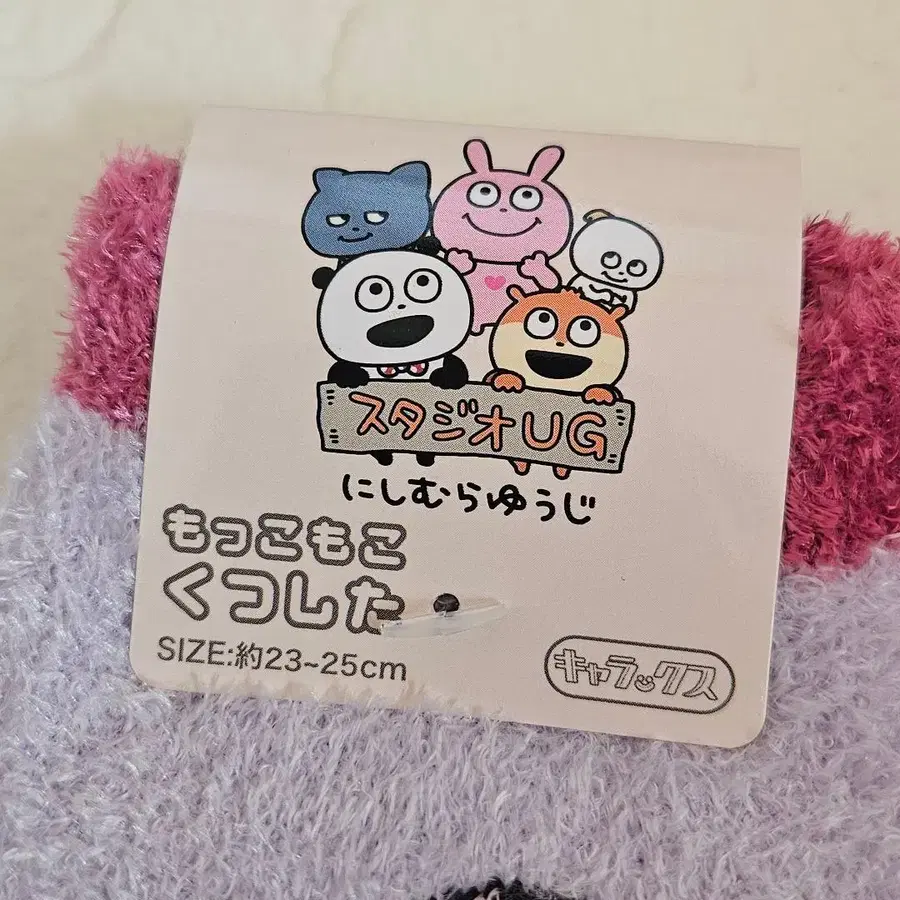 スタジオUG
にしむらゆうじ
もっこもこ
くつした
SIZE:約23~25cm
キャラックス